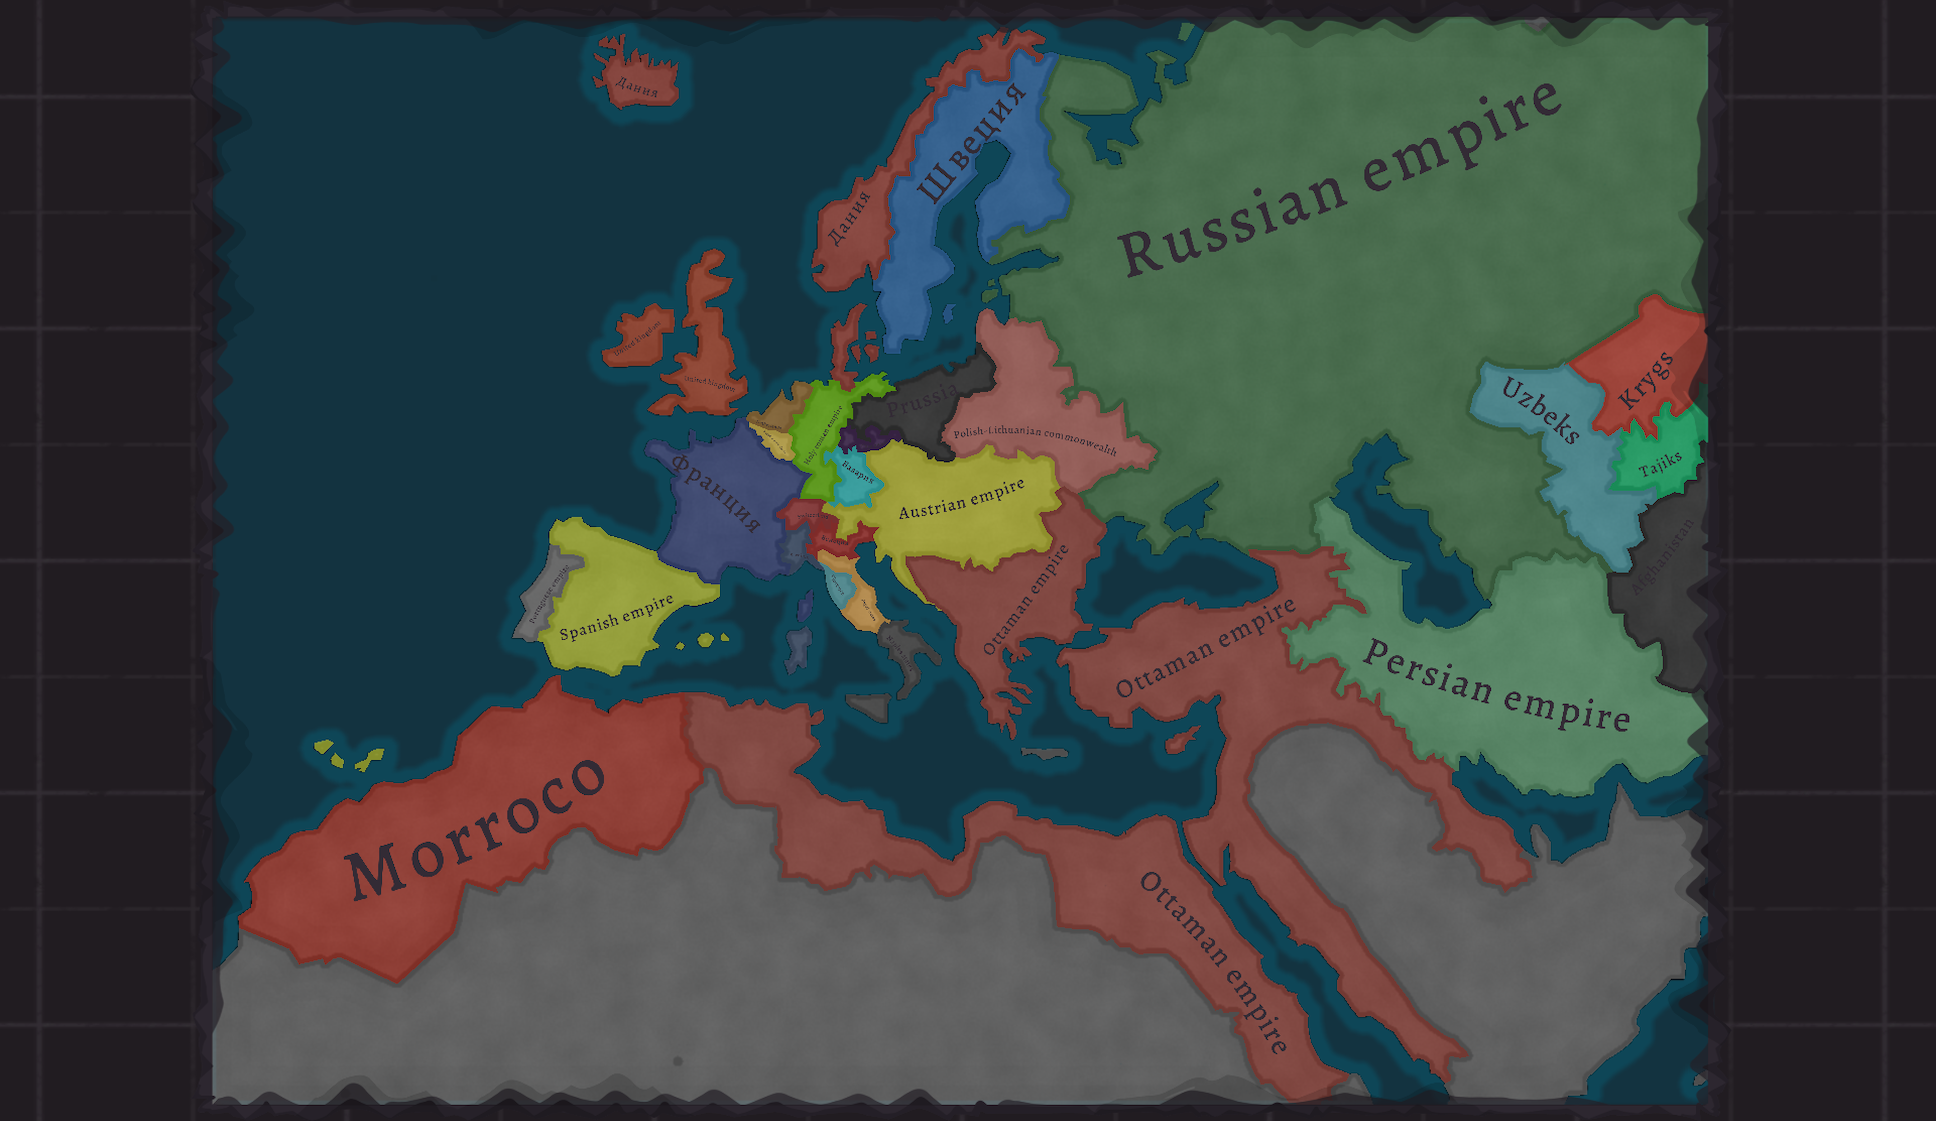 Дания
Швеция
Russian empire
Дания
United kingdom
United kingdom
Krygs
Uzbeks
Prussia
Holy roman empire
Polish-Lithuanian commonwealth
Tajiks
франция
Бавария
Austrian empire
Afghanistan
Portuguese empire
Spanish empire
Ottaman empire
Ottaman empire
Persian empire
Morroco
Ottaman empire